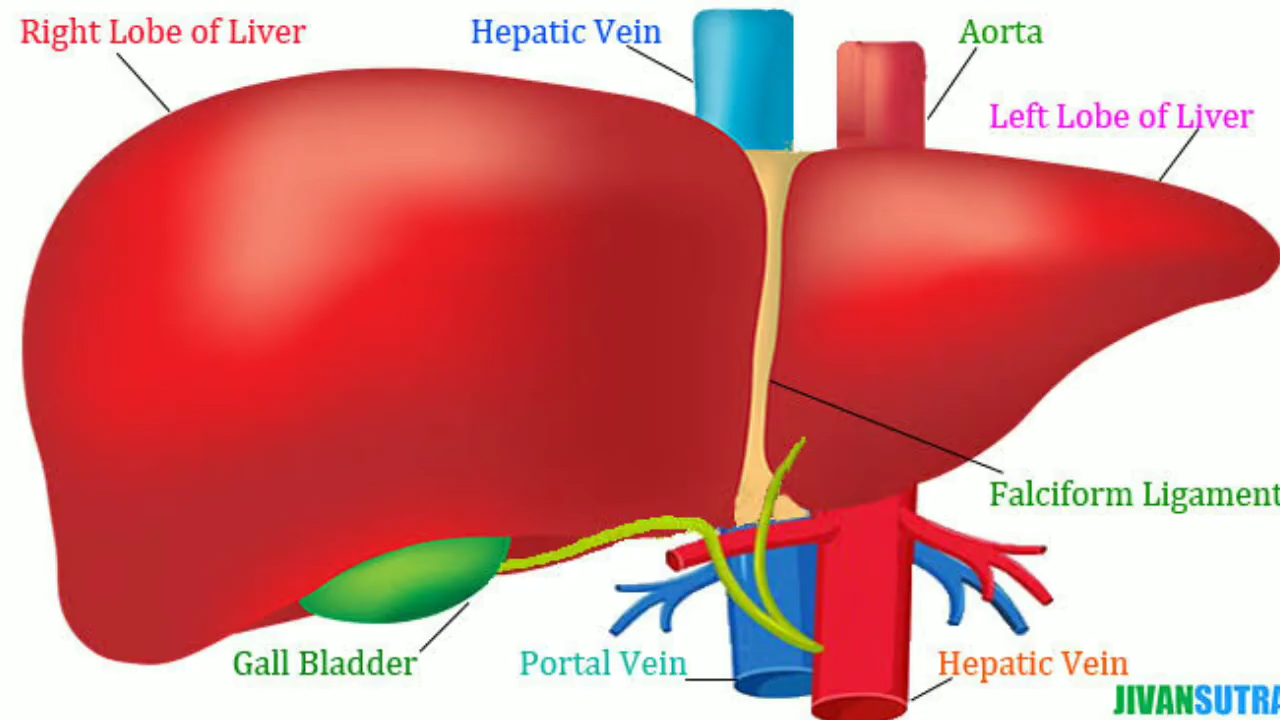 Right Lobe of Liver
Hepatic Vein
Aorta
Left Lobe of Liver
Falciform Ligament
Gall Bladder
Portal Vein
Hepatic Vein
JIVANSUTRA